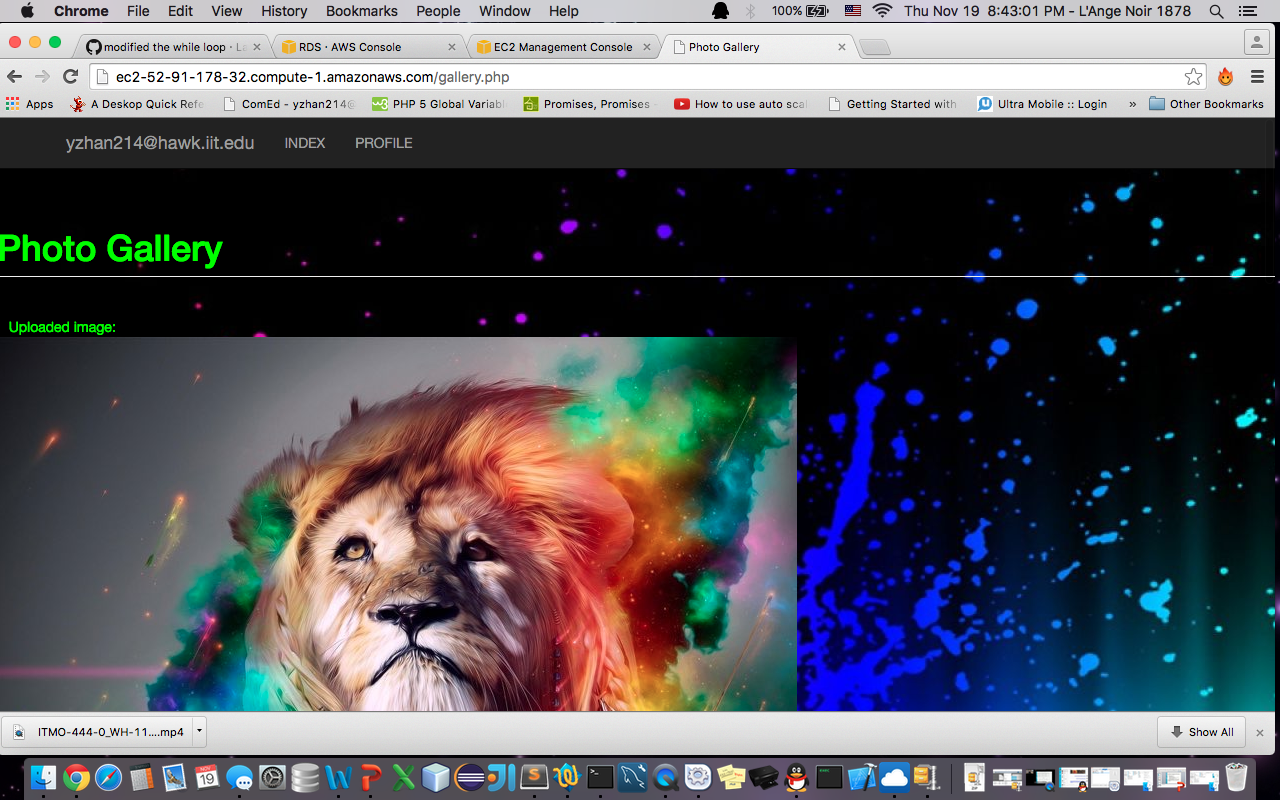 Chrome File Edit View History Bookmarks People Window Help 100% Thu Nov 19 8:43:01 PM - L'Ange Noir 1878
modified the while loop · La RDS · AWS Console EC2 Management Console Photo Gallery
ec2-52-91-178-32.compute-1.amazonaws.com/gallery.php
Apps A Deskop Quick Refe ComEd - yzhan214@ PHP 5 Global Variabl Promises, Promises - How to use auto scal Getting Started with Ultra Mobile :: Login » Other Bookmarks
yzhan214@hawk.iit.edu INDEX PROFILE
Photo Gallery
Uploaded image:
ITMO-444-0_WH-11....mp4 Show All
NOV
19